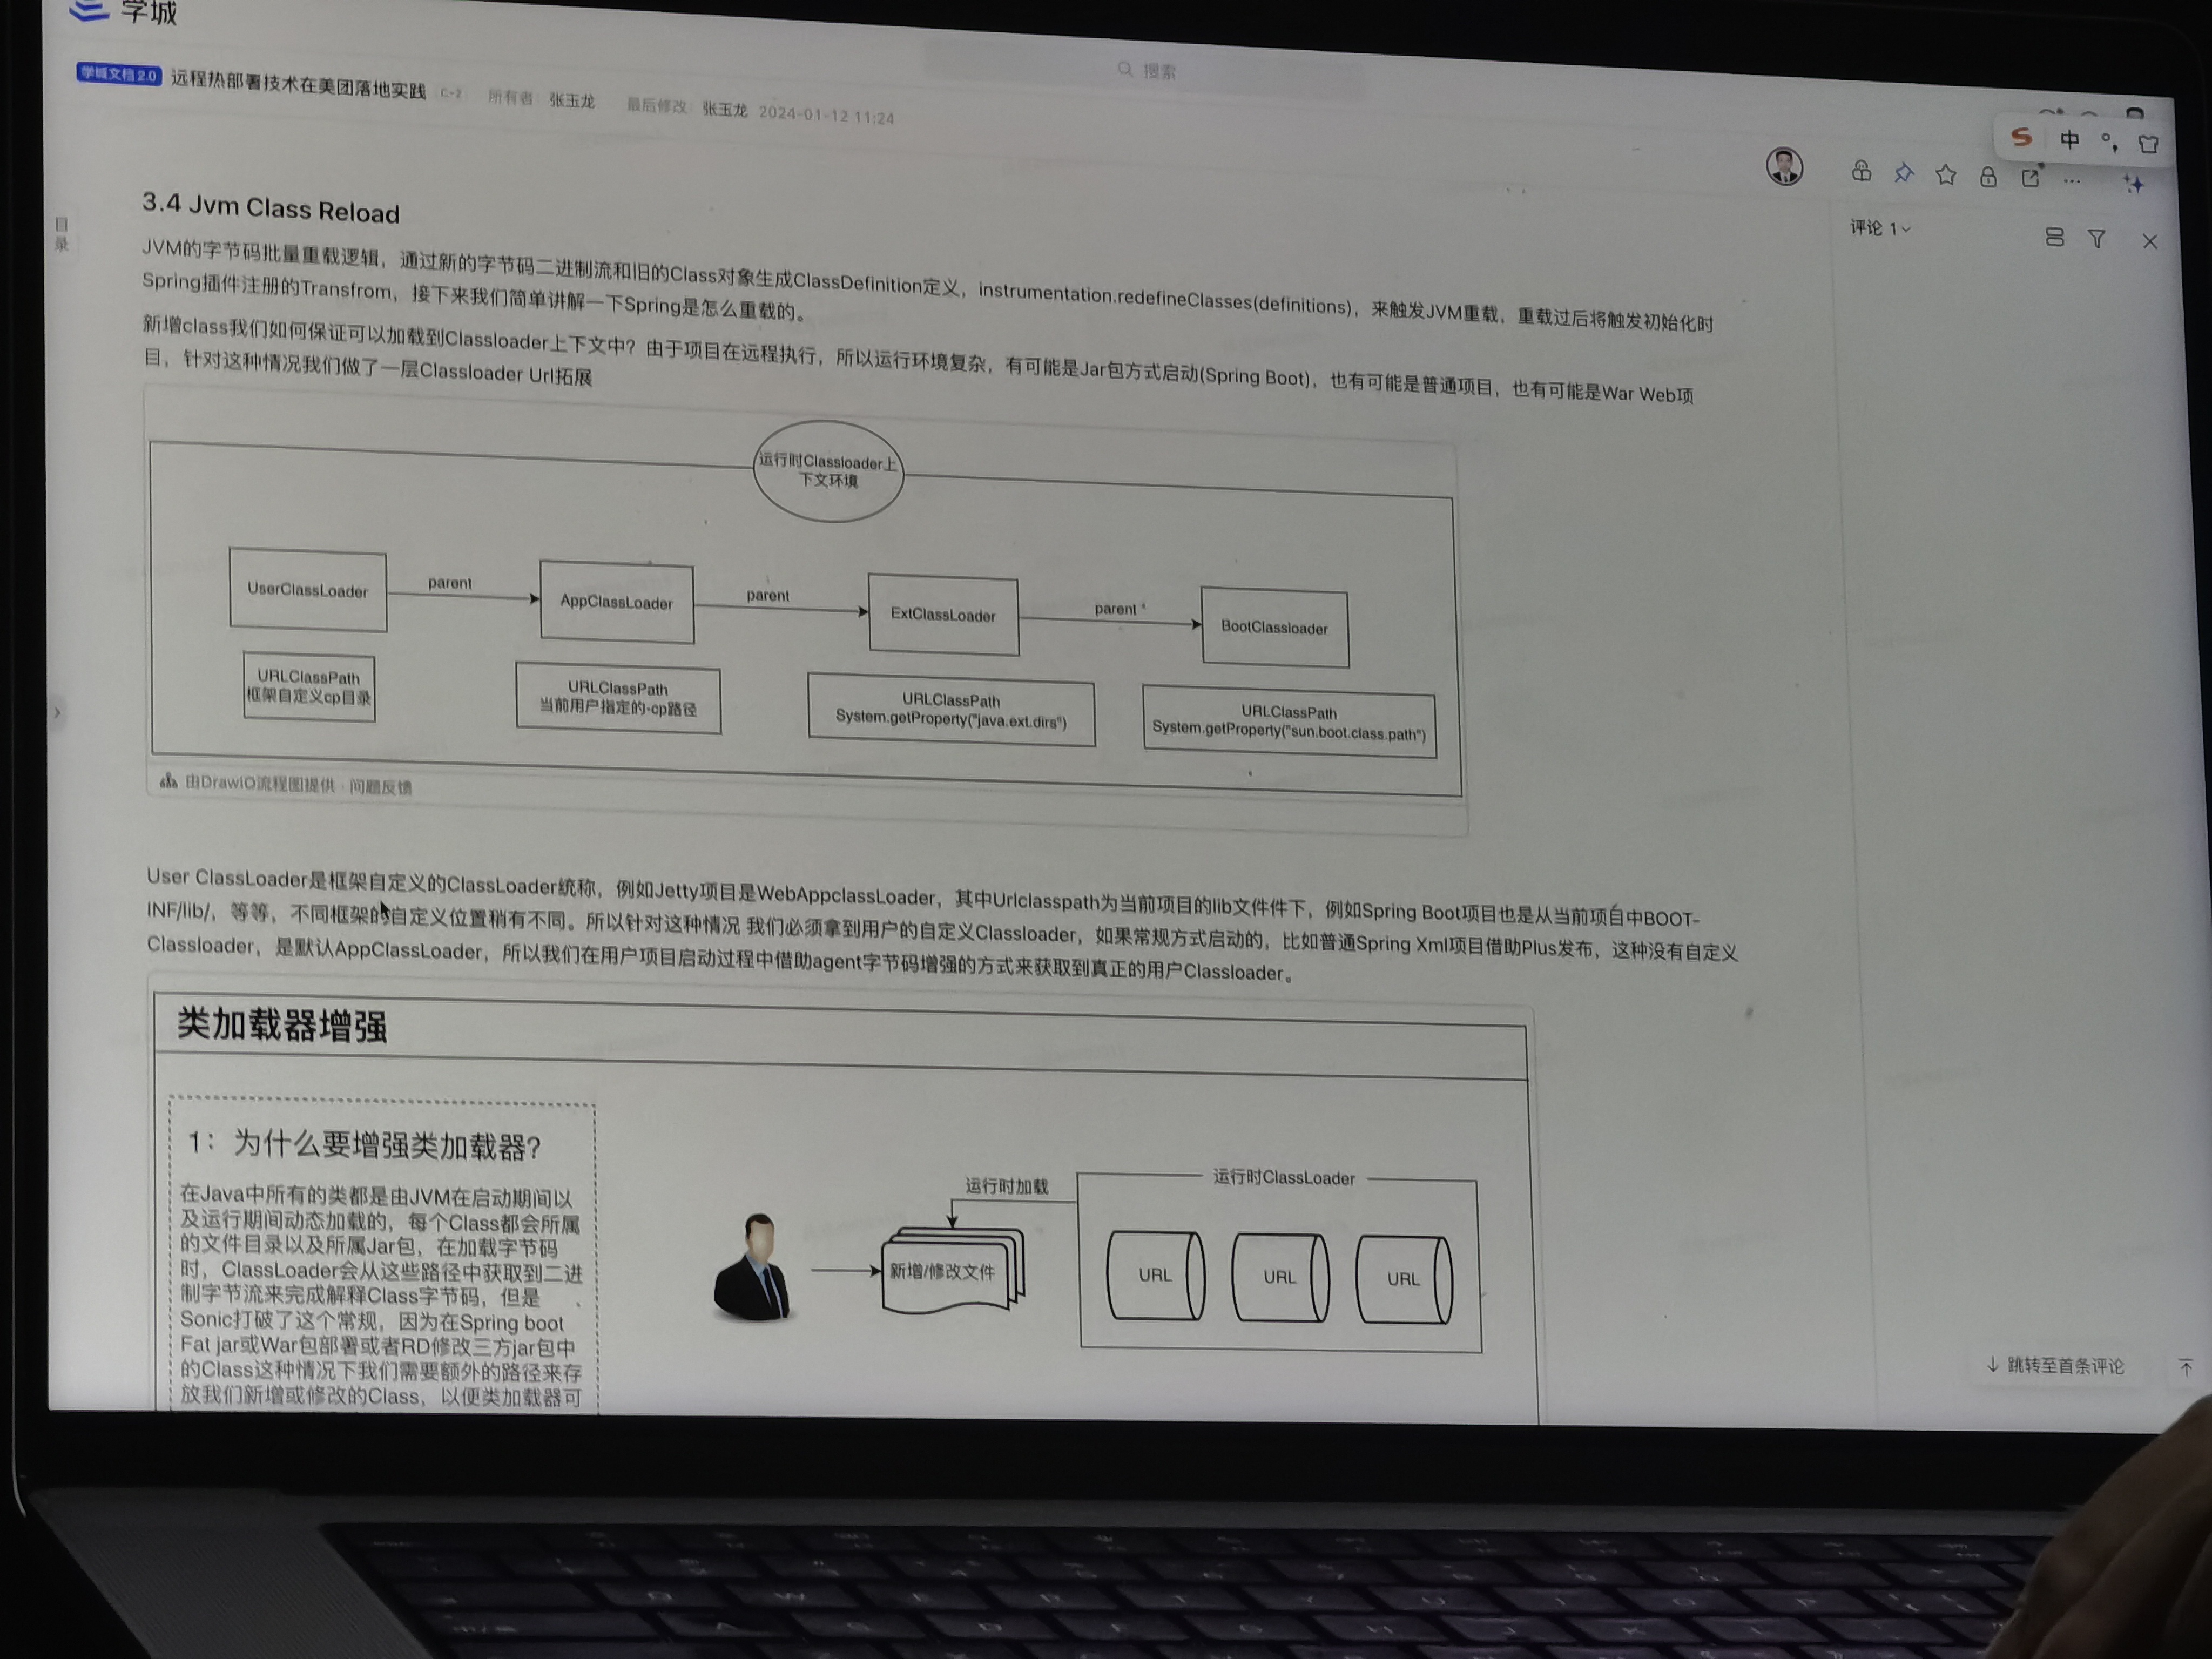 学城
搜索
学城文档2.0 远程热部署技术在美团落地实践 C-2 所有者 张玉龙 最后修改 张玉龙 2024-01-12 11:24
中
评论 1
目录
3.4 Jvm Class Reload
JVM的字节码批量重载逻辑，通过新的字节码二进制流和旧的Class对象生成ClassDefinition定义，instrumentation.redefineClasses(definitions)，来触发JVM重载，重载过后将触发初始化时
Spring插件注册的Transfrom，接下来我们简单讲解一下Spring是怎么重载的。
新增class我们如何保证可以加载到Classloader上下文中？由于项目在远程执行，所以运行环境复杂，有可能是Jar包方式启动(Spring Boot)，也有可能是普通项目，也有可能是War Web项
目，针对这种情况我们做了一层Classloader Url拓展
运行时Classloader上
下文环境
UserClassLoader
parent
AppClassLoader
parent
ExtClassLoader
parent
BootClassloader
URLClassPath
框架自定义cp目录
URLClassPath
当前用户指定的-cp路径
URLClassPath
System.getProperty("java.ext.dirs")
URLClassPath
System.getProperty("sun.boot.class.path")
由DrawIO流程图提供 · 问题反馈
User ClassLoader是框架自定义的ClassLoader统称，例如Jetty项目是WebAppclassLoader，其中Urlclasspath为当前项目的lib文件件下，例如Spring Boot项目也是从当前项目中BOOT-
INF/lib/，等等，不同框架的自定义位置稍有不同。所以针对这种情况 我们必须拿到用户的自定义Classloader，如果常规方式启动的，比如普通Spring Xml项目借助Plus发布，这种没有自定义
Classloader，是默认AppClassLoader，所以我们在用户项目启动过程中借助agent字节码增强的方式来获取到真正的用户Classloader。
类加载器增强
1：为什么要增强类加载器？
在Java中所有的类都是由JVM在启动期间以
及运行期间动态加载的，每个Class都会所属
的文件目录以及所属Jar包，在加载字节码
时，ClassLoader会从这些路径中获取到二进
制字节流来完成解释Class字节码，但是
Sonic打破了这个常规，因为在Spring boot
Fat jar或War包部署或者RD修改三方jar包中
的Class这种情况下我们需要额外的路径来存
放我们新增或修改的Class，以便类加载器可
运行时加载
运行时ClassLoader
新增/修改文件
URL
URL
URL
跳转至首条评论